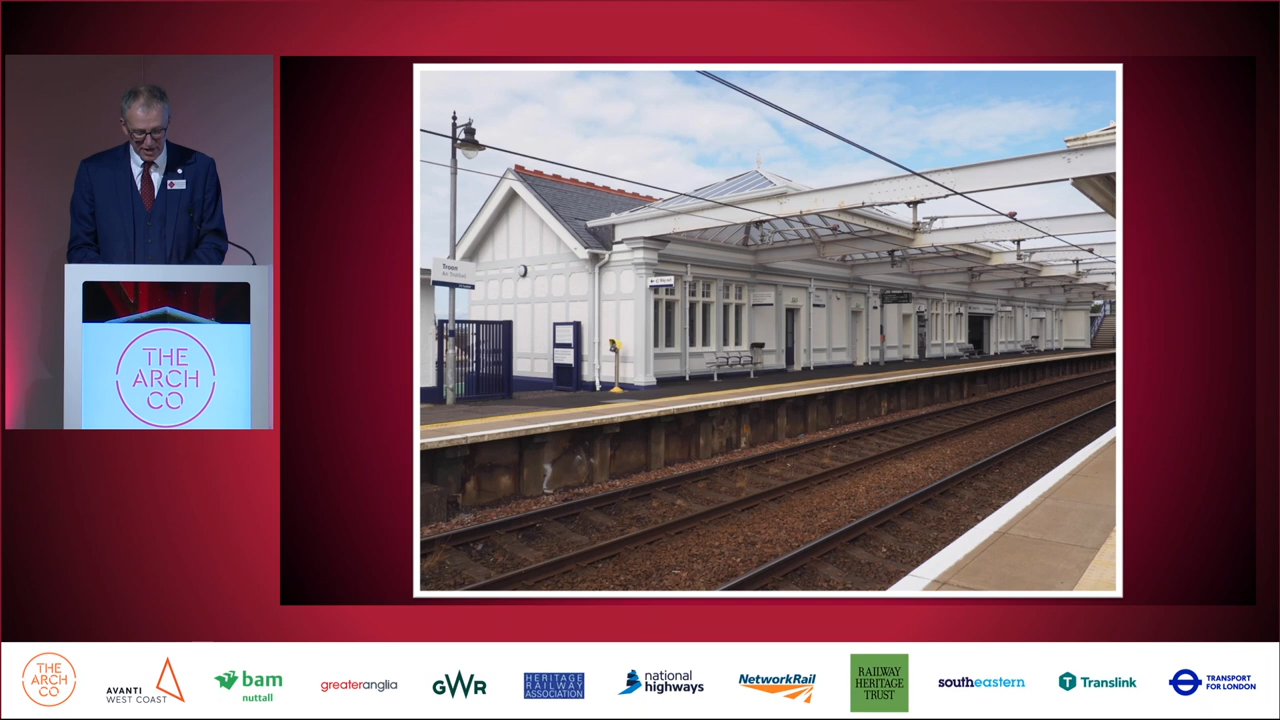 THE
ARCH
CO
Troon
THE
ARCH
CO
AVANTI
WEST COAST
bam
nuttall
greateranglia
GWR
HERITAGE
RAILWAY
ASSOCIATION
national
highways
NetworkRail
RAILWAY
HERITAGE
TRUST
southeastern
Translink
TRANSPORT
FOR LONDON